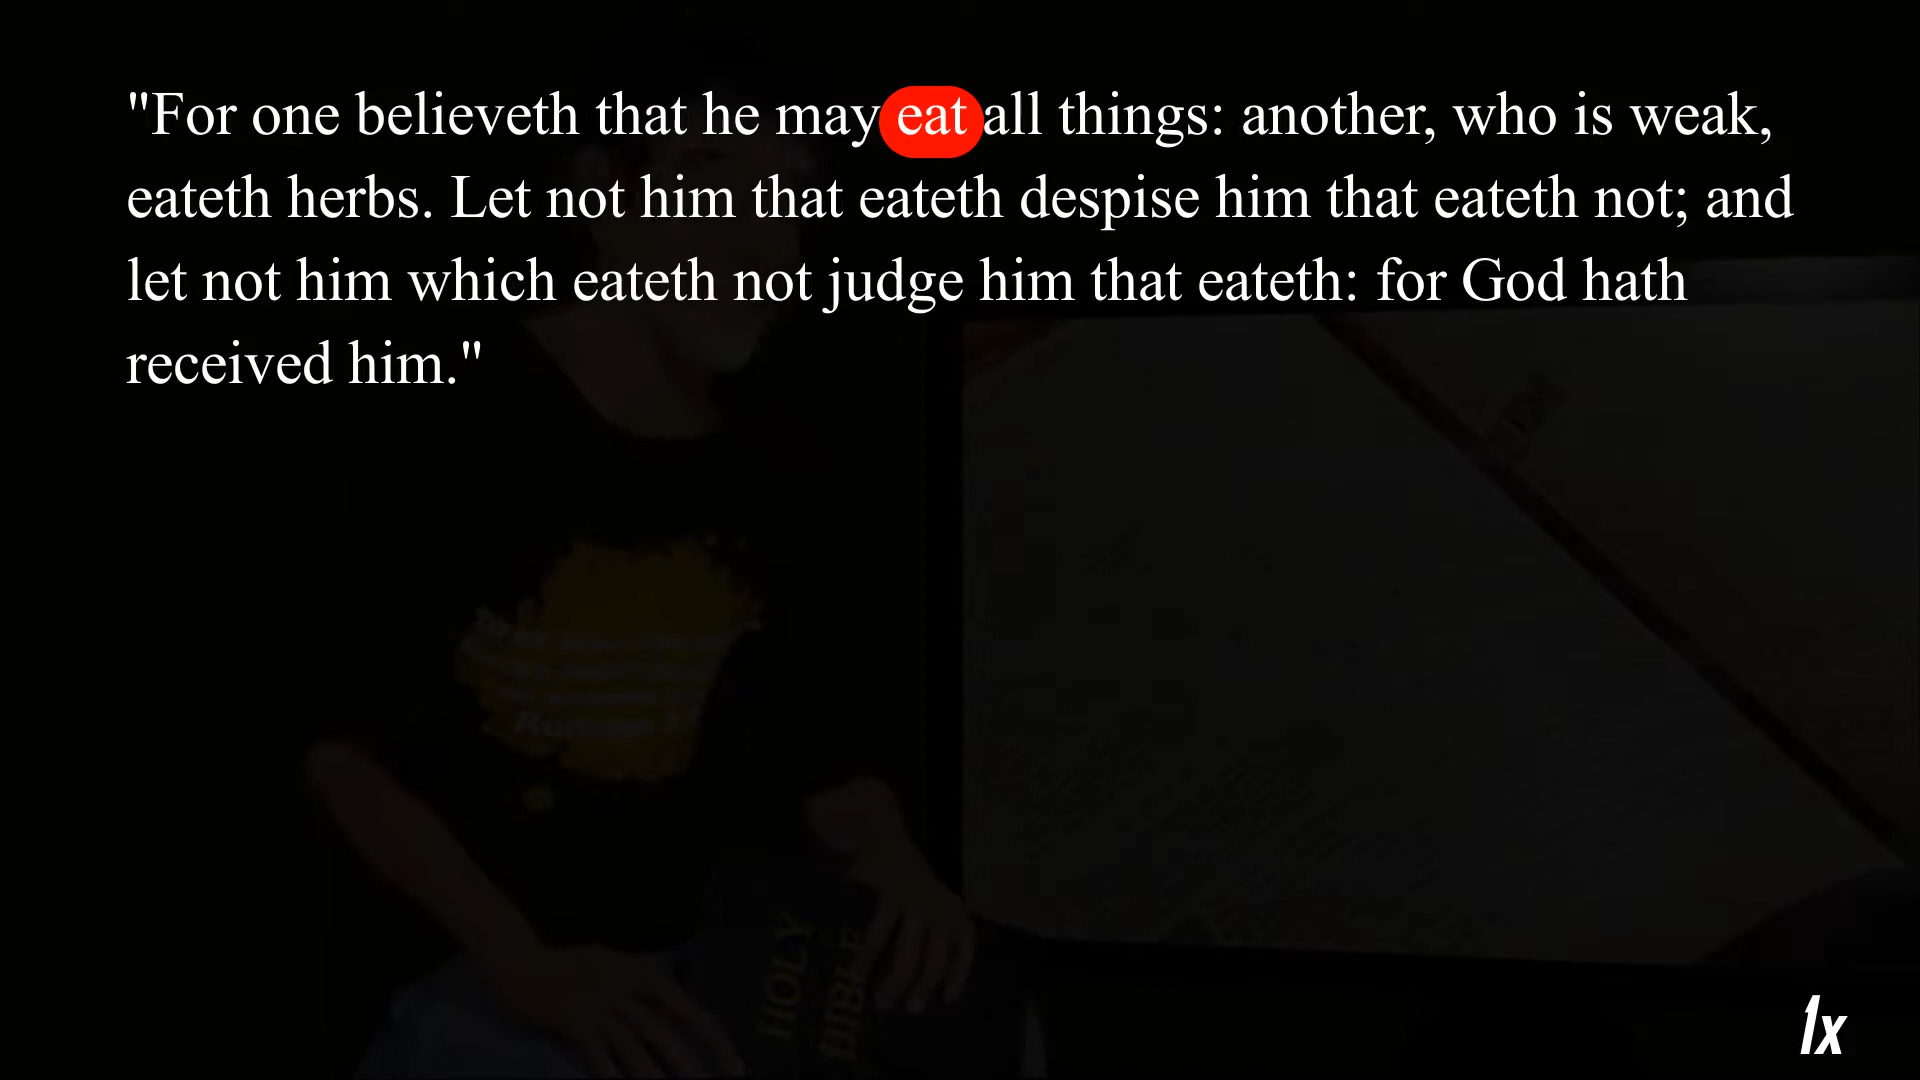 "For one believeth that he may eat all things: another, who is weak,
eateth herbs. Let not him that eateth despise him that eateth not; and
let not him which eateth not judge him that eateth: for God hath
received him."
HOLY
BIBLE
1x